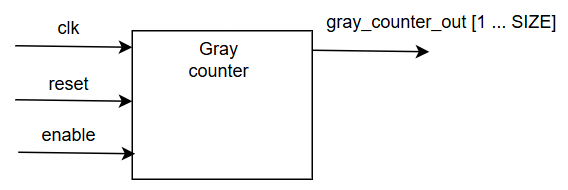 clk
reset
enable
Gray
counter
gray_counter_out [1 ... SIZE]